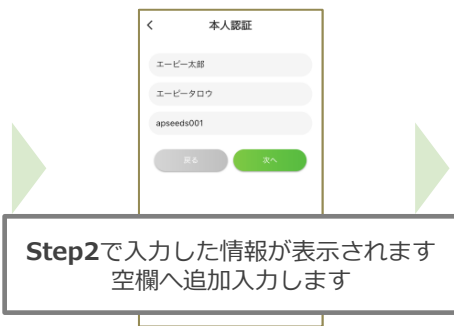 本人認証
エービー太郎
エービータロウ
apseeds001
戻る 次へ
Step2で入力した情報が表示されます
空欄へ追加入力します